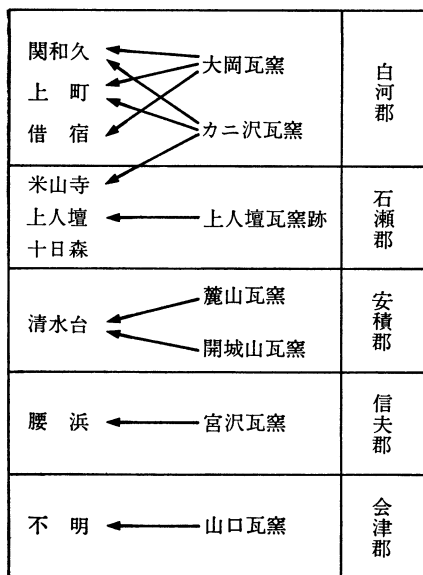 関和久
大岡瓦窯
上町
カニ沢瓦窯
借宿
白河郡
米山寺
上人壇
上人壇瓦窯跡
十日森
石瀬郡
清水台
麓山瓦窯
開城山瓦窯
安積郡
腰浜
宮沢瓦窯
信夫郡
不明
山口瓦窯
会津郡